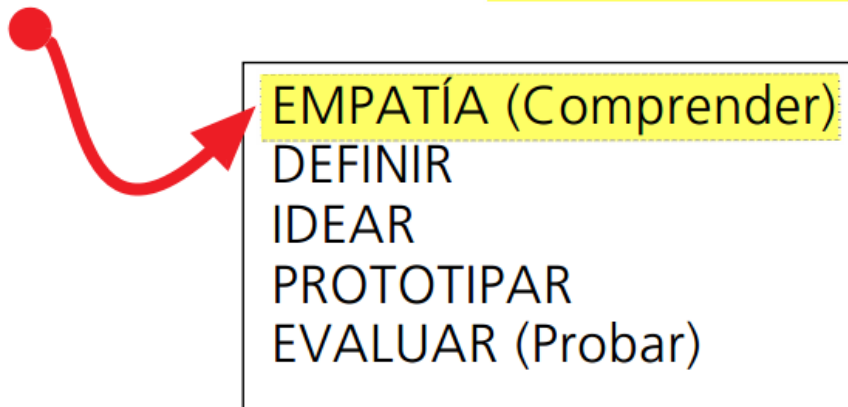 EMPATÍA (Comprender)
DEFINIR
IDEAR
PROTOTIPAR
EVALUAR (Probar)